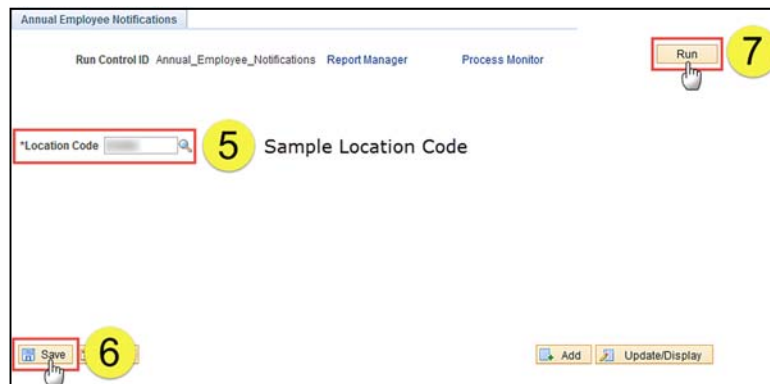 Annual Employee Notifications
Run Control ID Annual_Employee_Notifications Report Manager Process Monitor Run 7
*Location Code 5 Sample Location Code
Save 6 Add Update/Display